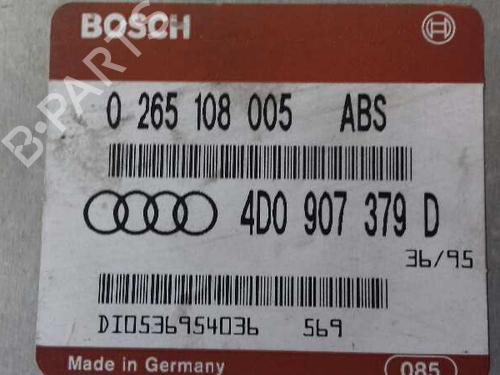 BOSCH
0 265 108 005 ABS
4D0 907 379 D
36/95
DI0536954036 569
Made in Germany 085
B-PARTS